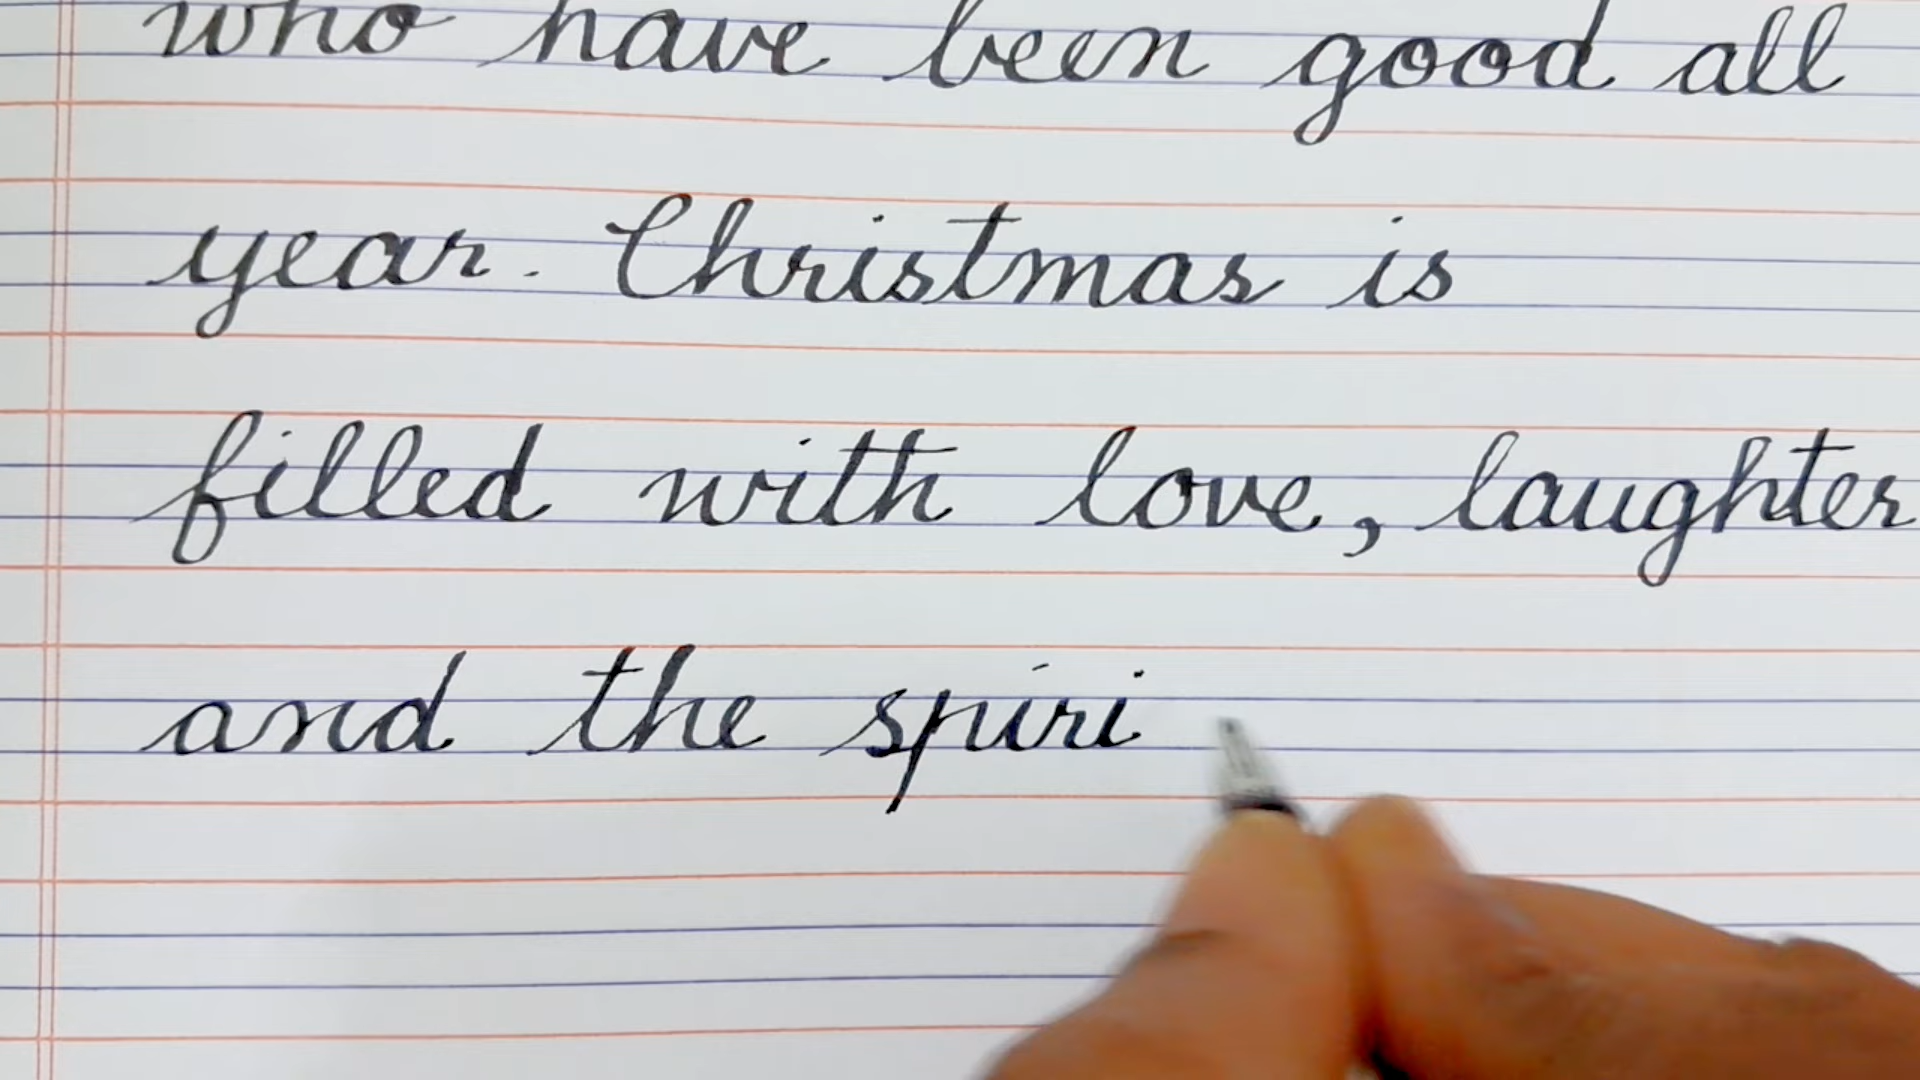 who have been good all
year. Christmas is
filled with love, laughter
and the spiri